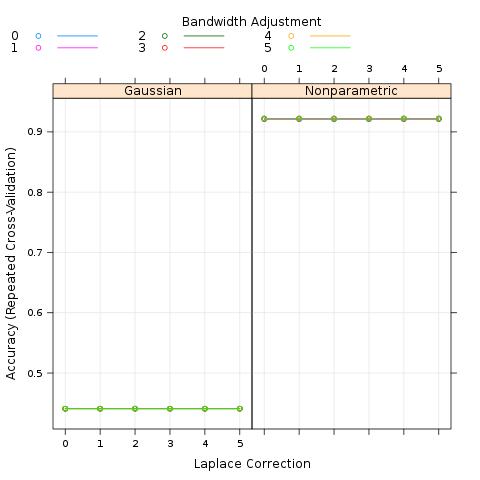 Bandwidth Adjustment
0 2 4
1 3 5
0 1 2 3 4 5
Gaussian Nonparametric
0.9
0.8
0.7
0.6
0.5
Accuracy (Repeated Cross-Validation)
0 1 2 3 4 5
Laplace Correction